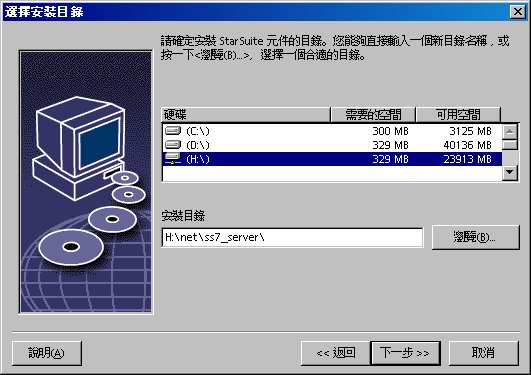 選擇安裝目錄
請確定安裝 StarSuite 元件的目錄。您能夠直接輸入一個新目錄名稱，或
按一下<瀏覽(B)...>，選擇一個合適的目錄。
硬碟 需要的空間 可用空間
(C:\) 300 MB 3125 MB
(D:\) 329 MB 40136 MB
(H:\) 329 MB 23913 MB
安裝目錄
H:\net\ss7_server\ 瀏覽(B)...
說明(A) << 返回 下一步 >> 取消